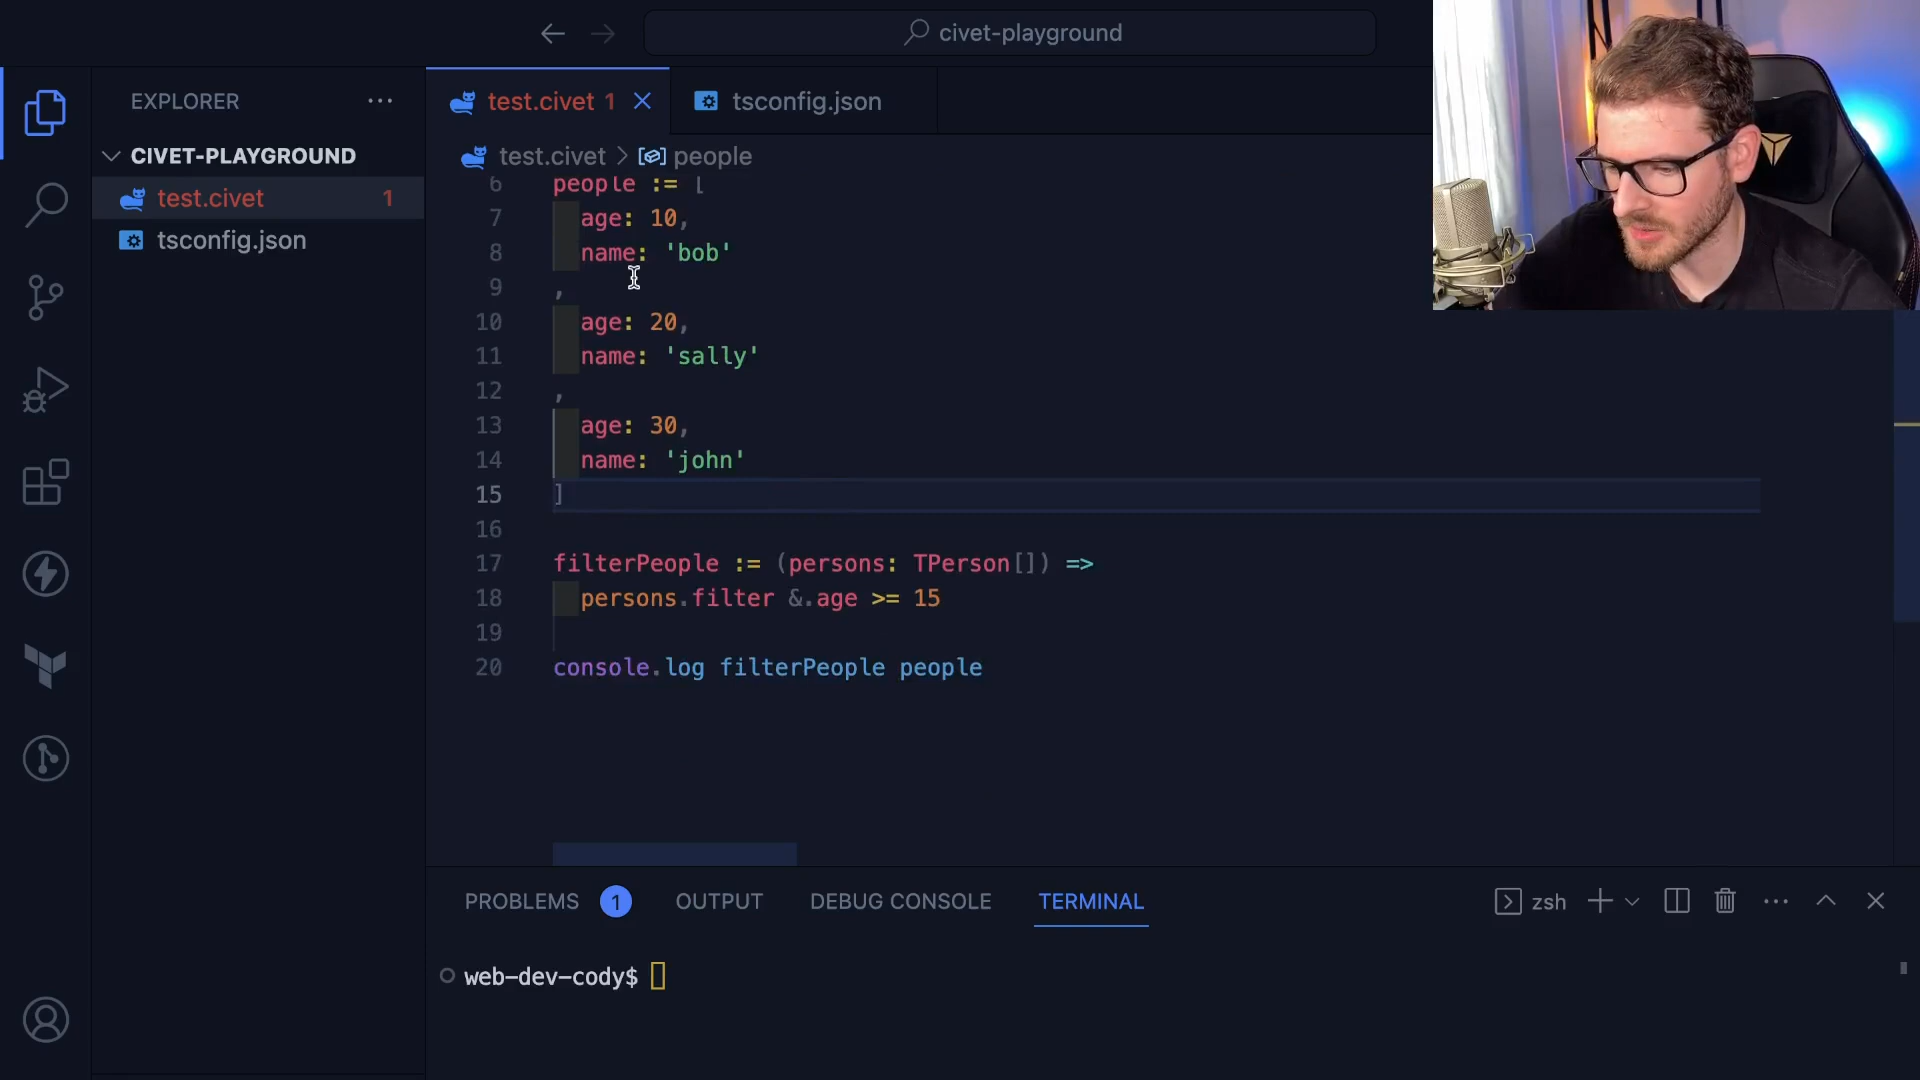 civet-playground
EXPLORER
test.civet 1
tsconfig.json
CIVET-PLAYGROUND
test.civet > people
test.civet 1
tsconfig.json
6 people := [
7 age: 10,
8 name: 'bob'
9 ,
10 age: 20,
11 name: 'sally'
12 ,
13 age: 30,
14 name: 'john'
15 ]
16
17 filterPeople := (persons: TPerson[]) =>
18 persons.filter &.age >= 15
19
20 console.log filterPeople people
PROBLEMS 1 OUTPUT DEBUG CONSOLE TERMINAL zsh
web-dev-cody$